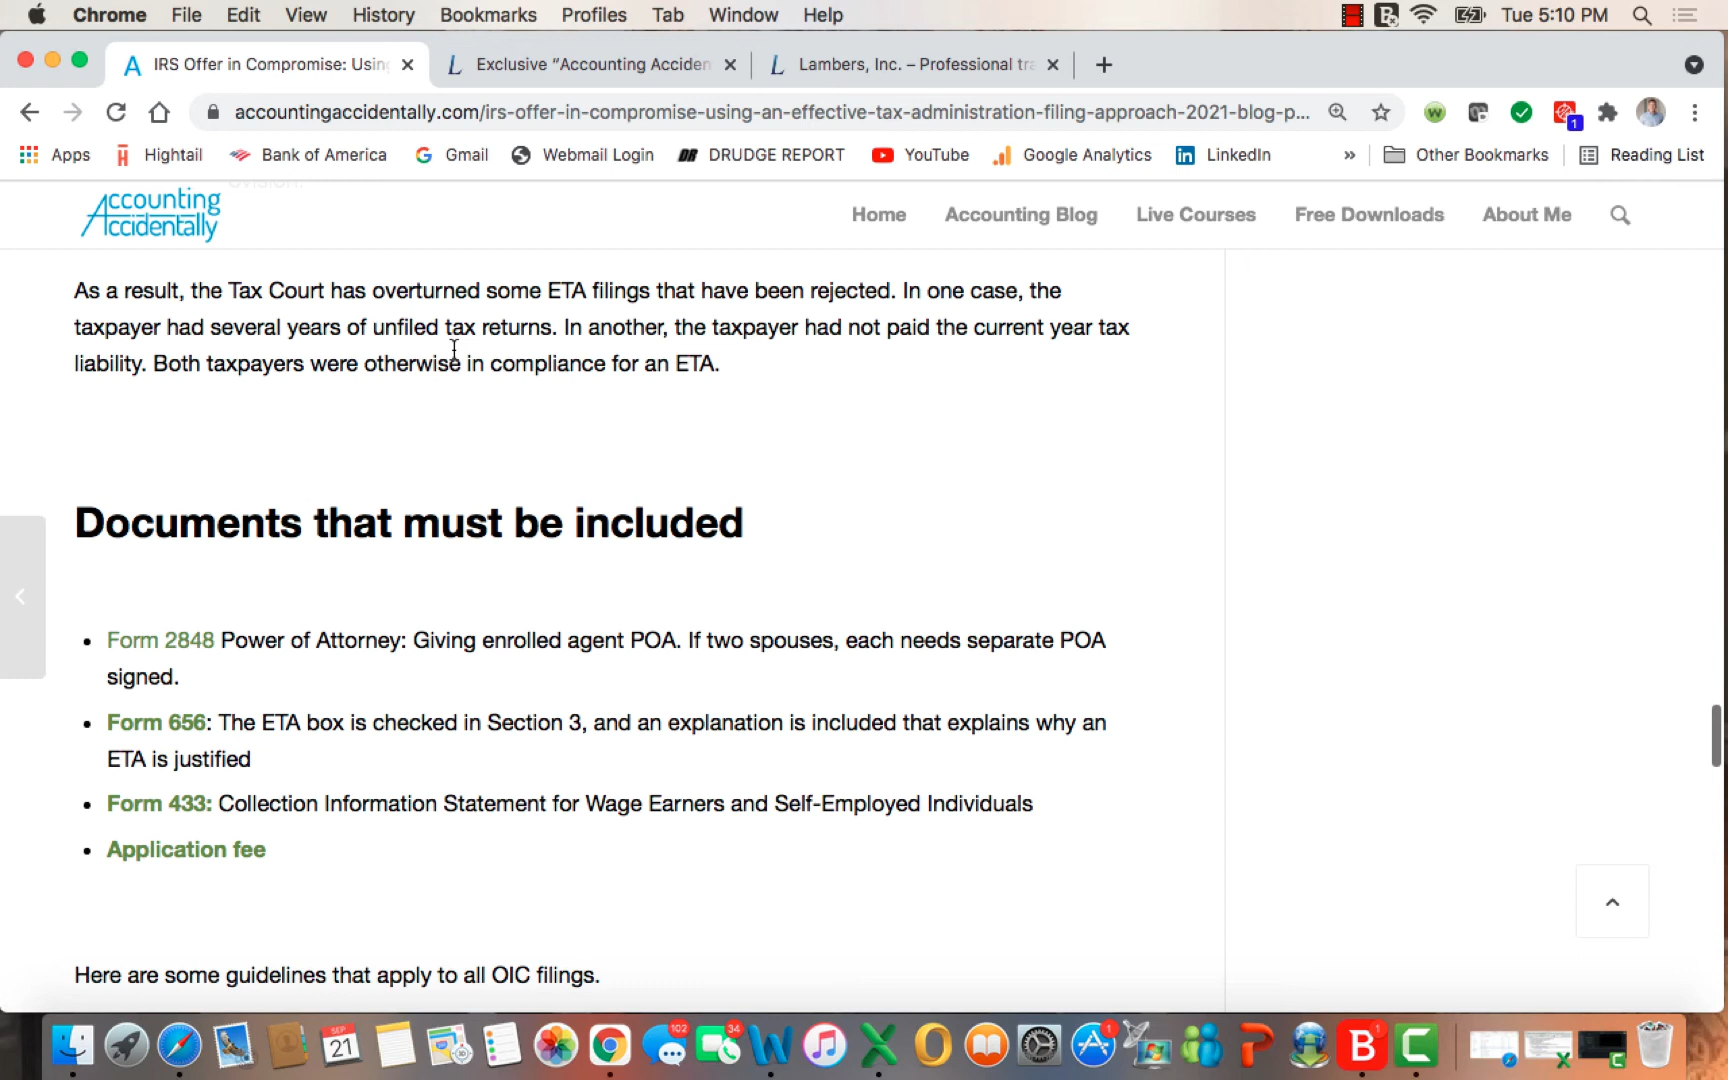 Chrome File Edit View History Bookmarks Profiles Tab Window Help Tue 5:10 PM
IRS Offer in Compromise: Usin Exclusive “Accounting Acciden Lambers, Inc. – Professional tra
accountingaccidentally.com/irs-offer-in-compromise-using-an-effective-tax-administration-filing-approach-2021-blog-p... 1
Apps Hightail Bank of America Gmail Webmail Login DRUDGE REPORT YouTube Google Analytics LinkedIn » Other Bookmarks Reading List
Accounting Accidentally
Home Accounting Blog Live Courses Free Downloads About Me
As a result, the Tax Court has overturned some ETA filings that have been rejected. In one case, the
taxpayer had several years of unfiled tax returns. In another, the taxpayer had not paid the current year tax
liability. Both taxpayers were otherwise in compliance for an ETA.
Documents that must be included
• Form 2848 Power of Attorney: Giving enrolled agent POA. If two spouses, each needs separate POA
signed.
• Form 656: The ETA box is checked in Section 3, and an explanation is included that explains why an
ETA is justified
• Form 433: Collection Information Statement for Wage Earners and Self-Employed Individuals
• Application fee
Here are some guidelines that apply to all OIC filings.
SEP 21 102 34 1 1